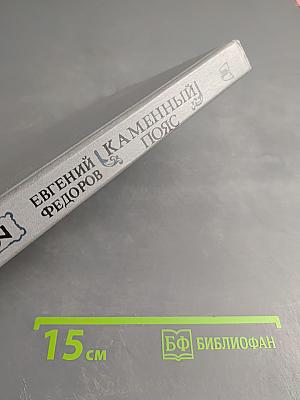 ЕВГЕНИЙ
ФЕДОРОВ
КАМЕННЫЙ
ПОЯС
15 см
БФ БИБЛИОФАН